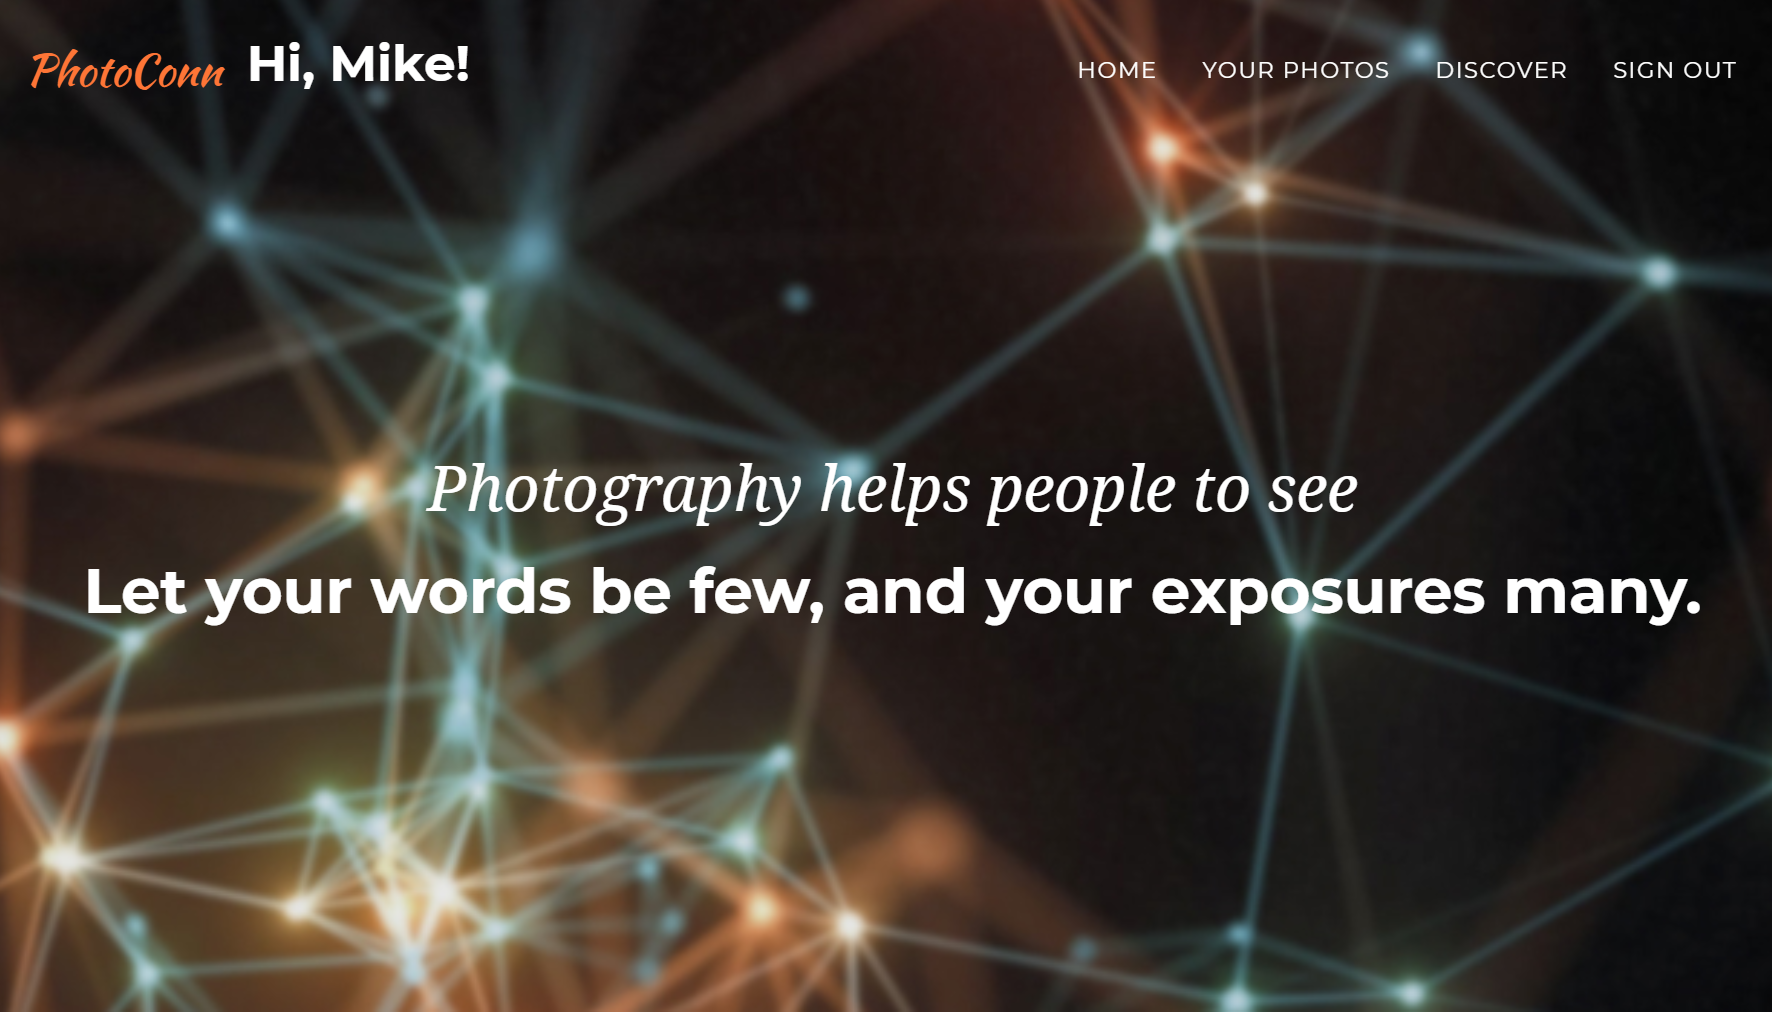 PhotoConn Hi, Mike! HOME YOUR PHOTOS DISCOVER SIGN OUT
Photography helps people to see
Let your words be few, and your exposures many.